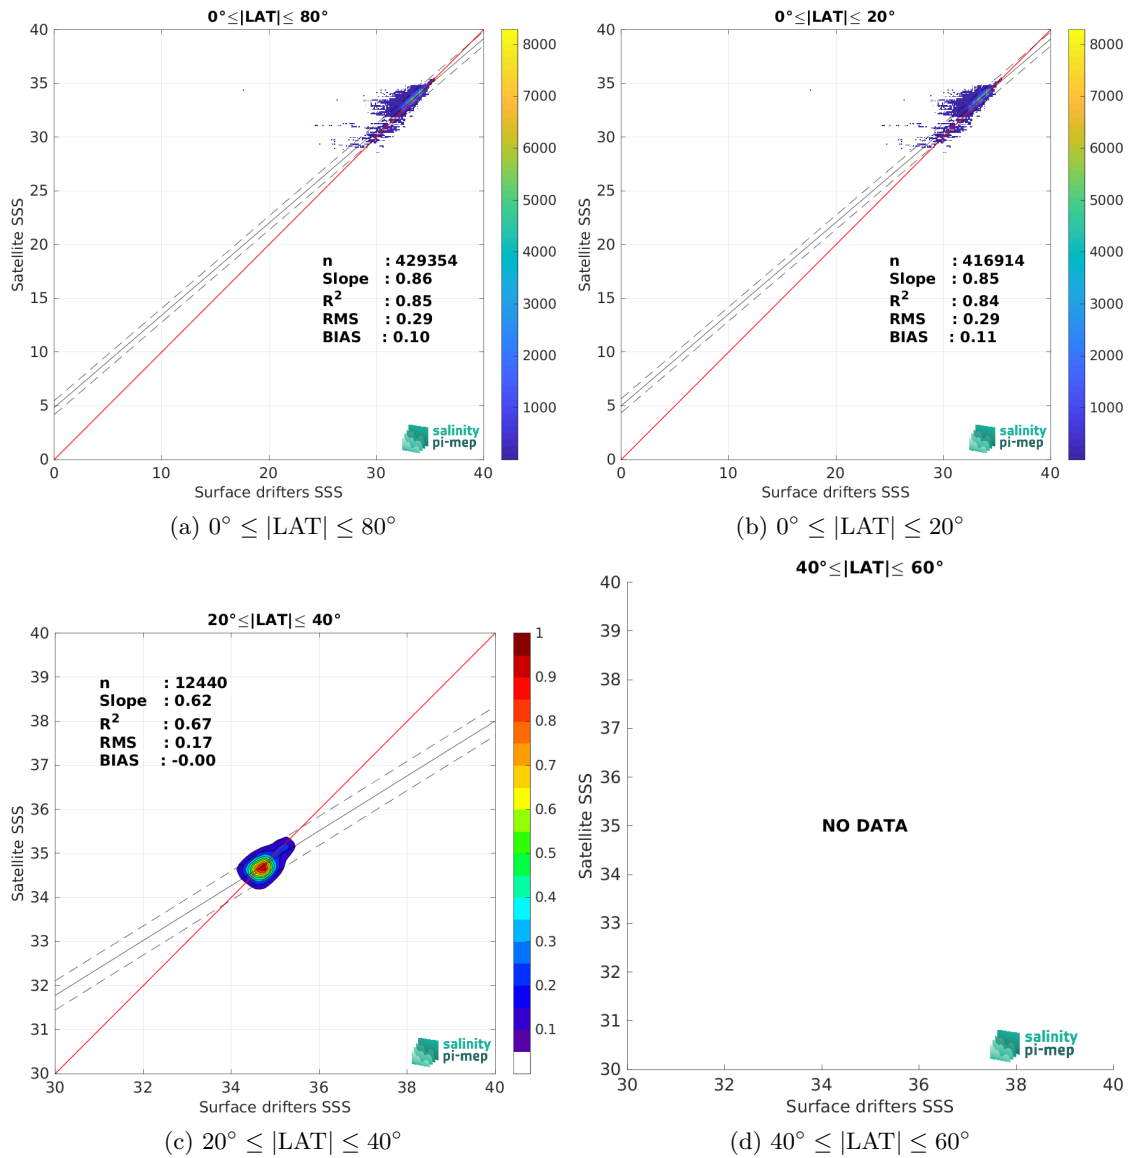 0°≤|LAT|≤ 80°
40
35
30
25
20
15
10
5
0
Satellite SSS
n : 429354
Slope : 0.86
R² : 0.85
RMS : 0.29
BIAS : 0.10
salinity
pi-mep
0 10 20 30 40
Surface drifters SSS
8000
7000
6000
5000
4000
3000
2000
1000
(a) 0° ≤ |LAT| ≤ 80°
0°≤|LAT|≤ 20°
40
35
30
25
20
15
10
5
0
Satellite SSS
n : 416914
Slope : 0.85
R² : 0.84
RMS : 0.29
BIAS : 0.11
salinity
pi-mep
0 10 20 30 40
Surface drifters SSS
8000
7000
6000
5000
4000
3000
2000
1000
(b) 0° ≤ |LAT| ≤ 20°
20°≤|LAT|≤ 40°
40
39
38
37
36
35
34
33
32
31
30
Satellite SSS
n : 12440
Slope : 0.62
R² : 0.67
RMS : 0.17
BIAS : -0.00
salinity
pi-mep
30 32 34 36 38 40
Surface drifters SSS
1
0.9
0.8
0.7
0.6
0.5
0.4
0.3
0.2
0.1
(c) 20° ≤ |LAT| ≤ 40°
40°≤|LAT|≤ 60°
40
39
38
37
36
35
34
33
32
31
30
Satellite SSS
NO DATA
salinity
pi-mep
30 32 34 36 38 40
Surface drifters SSS
(d) 40° ≤ |LAT| ≤ 60°